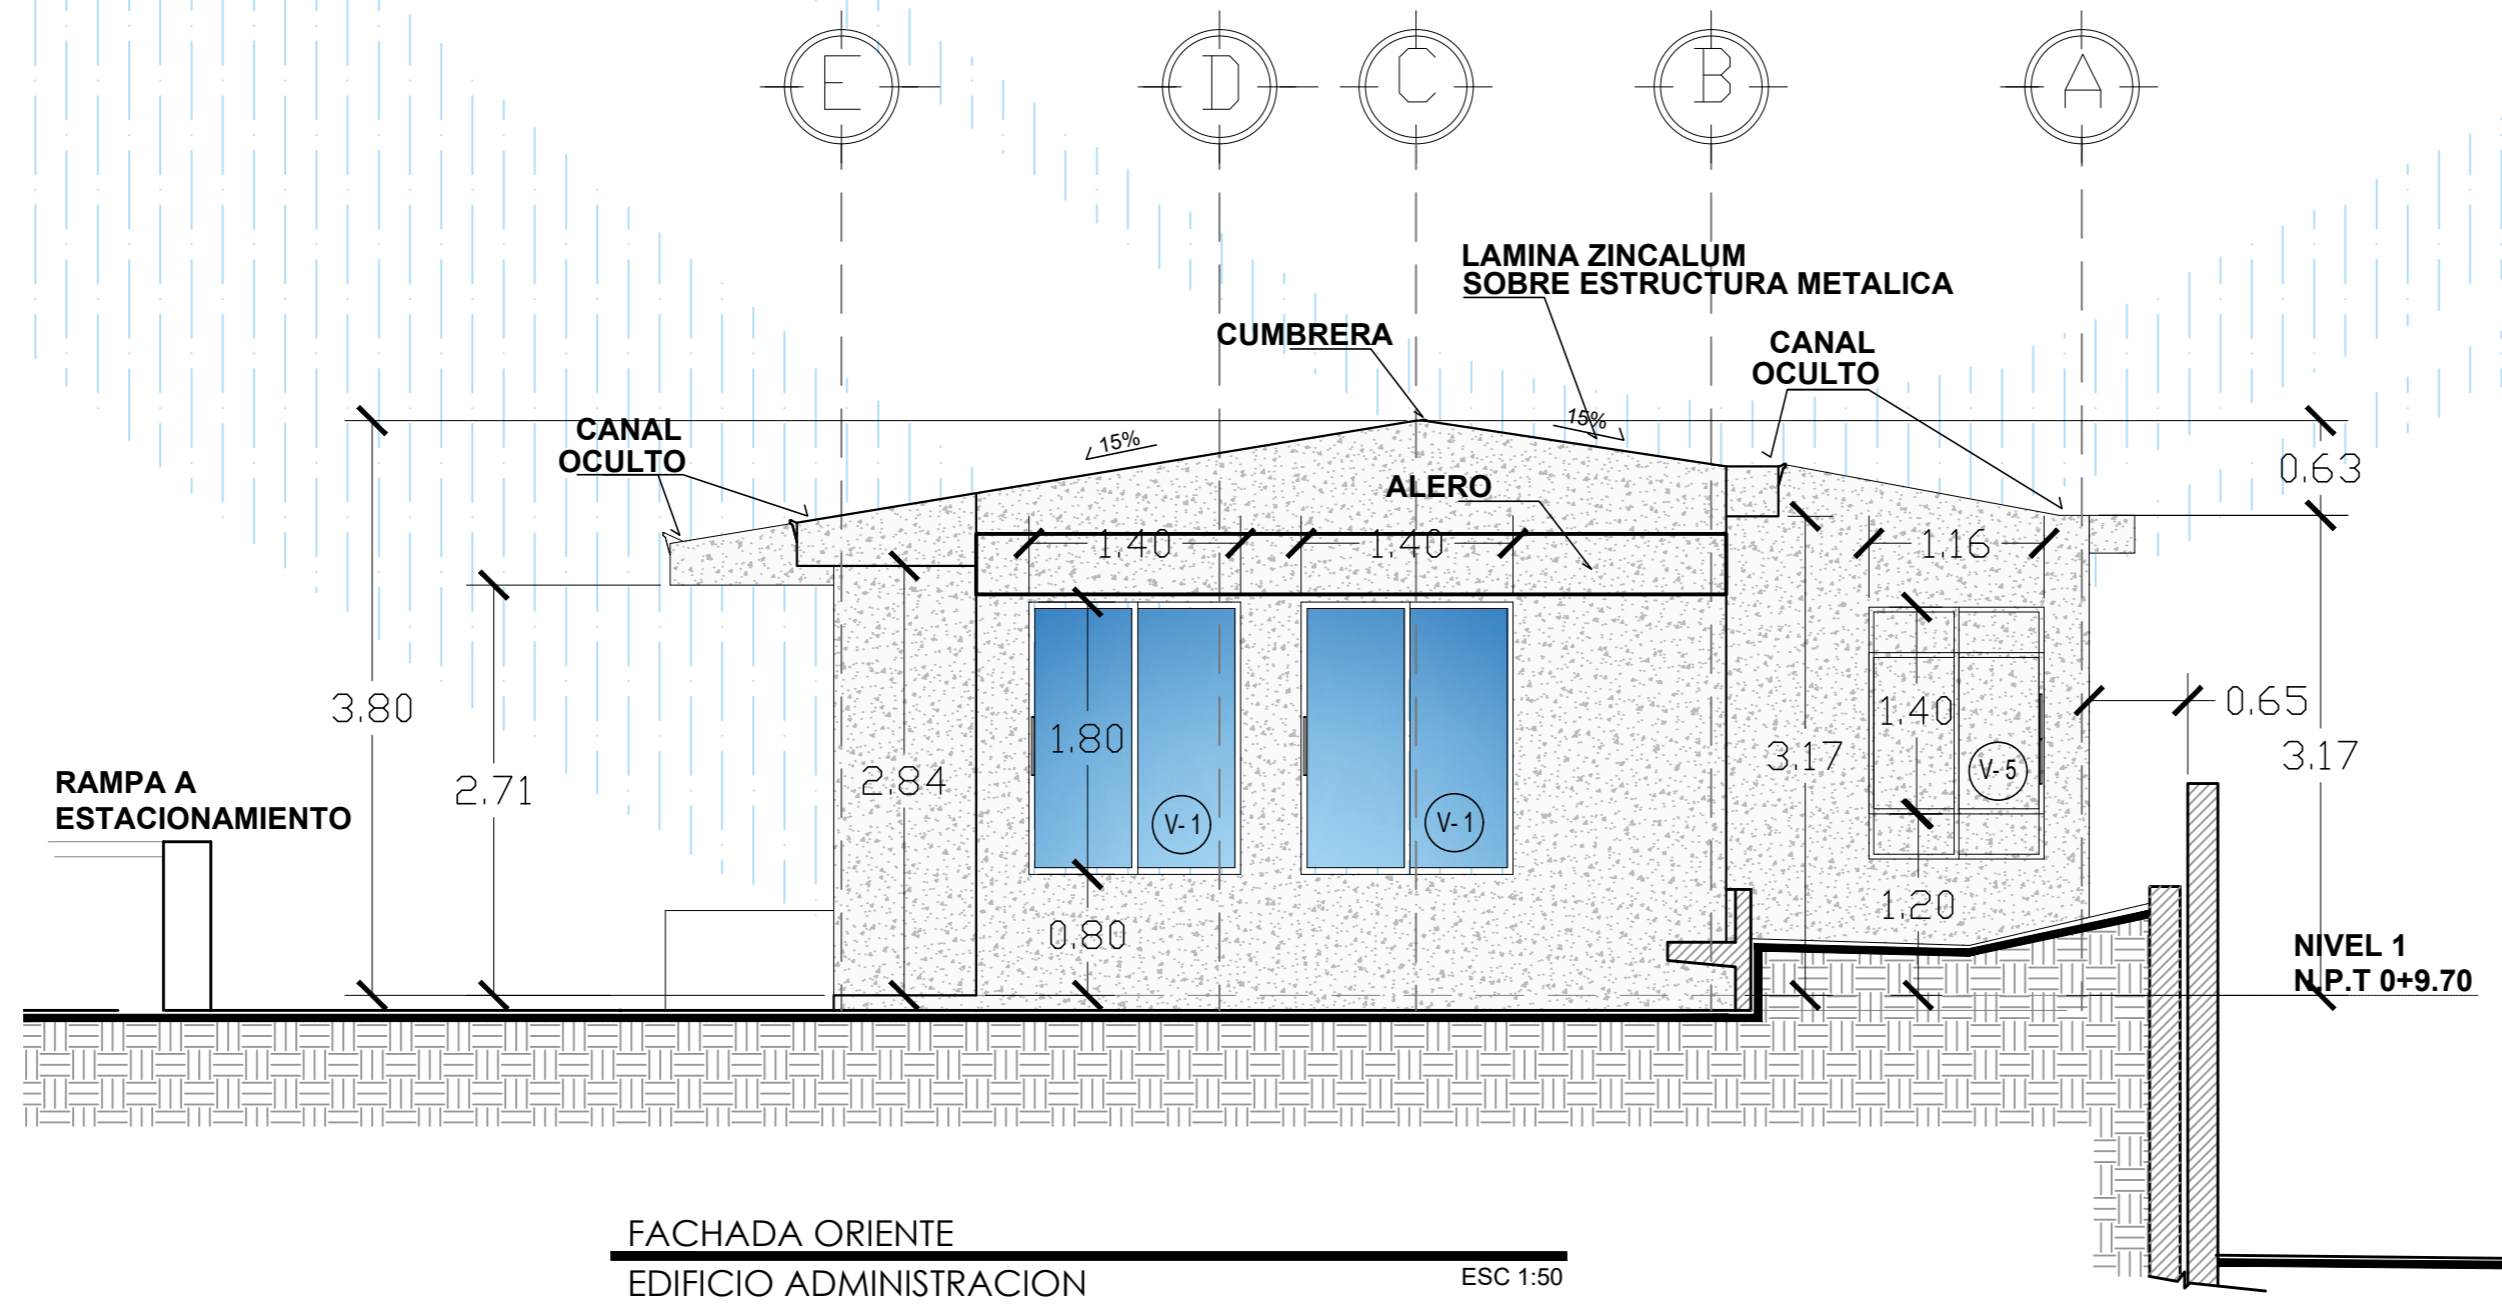 E
D
C
B
A
LAMINA ZINCALUM
SOBRE ESTRUCTURA METALICA
CUMBRERA
CANAL
OCULTO
CANAL
OCULTO
15%
15%
0.63
ALERO
1.40
1.40
1.16
3.80
2.71
2.84
1.80
3.17
1.40
0.65
3.17
V-1
V-1
V-5
RAMPA A
ESTACIONAMIENTO
0.80
1.20
NIVEL 1
N.P.T 0+9.70
FACHADA ORIENTE
EDIFICIO ADMINISTRACION
ESC 1:50